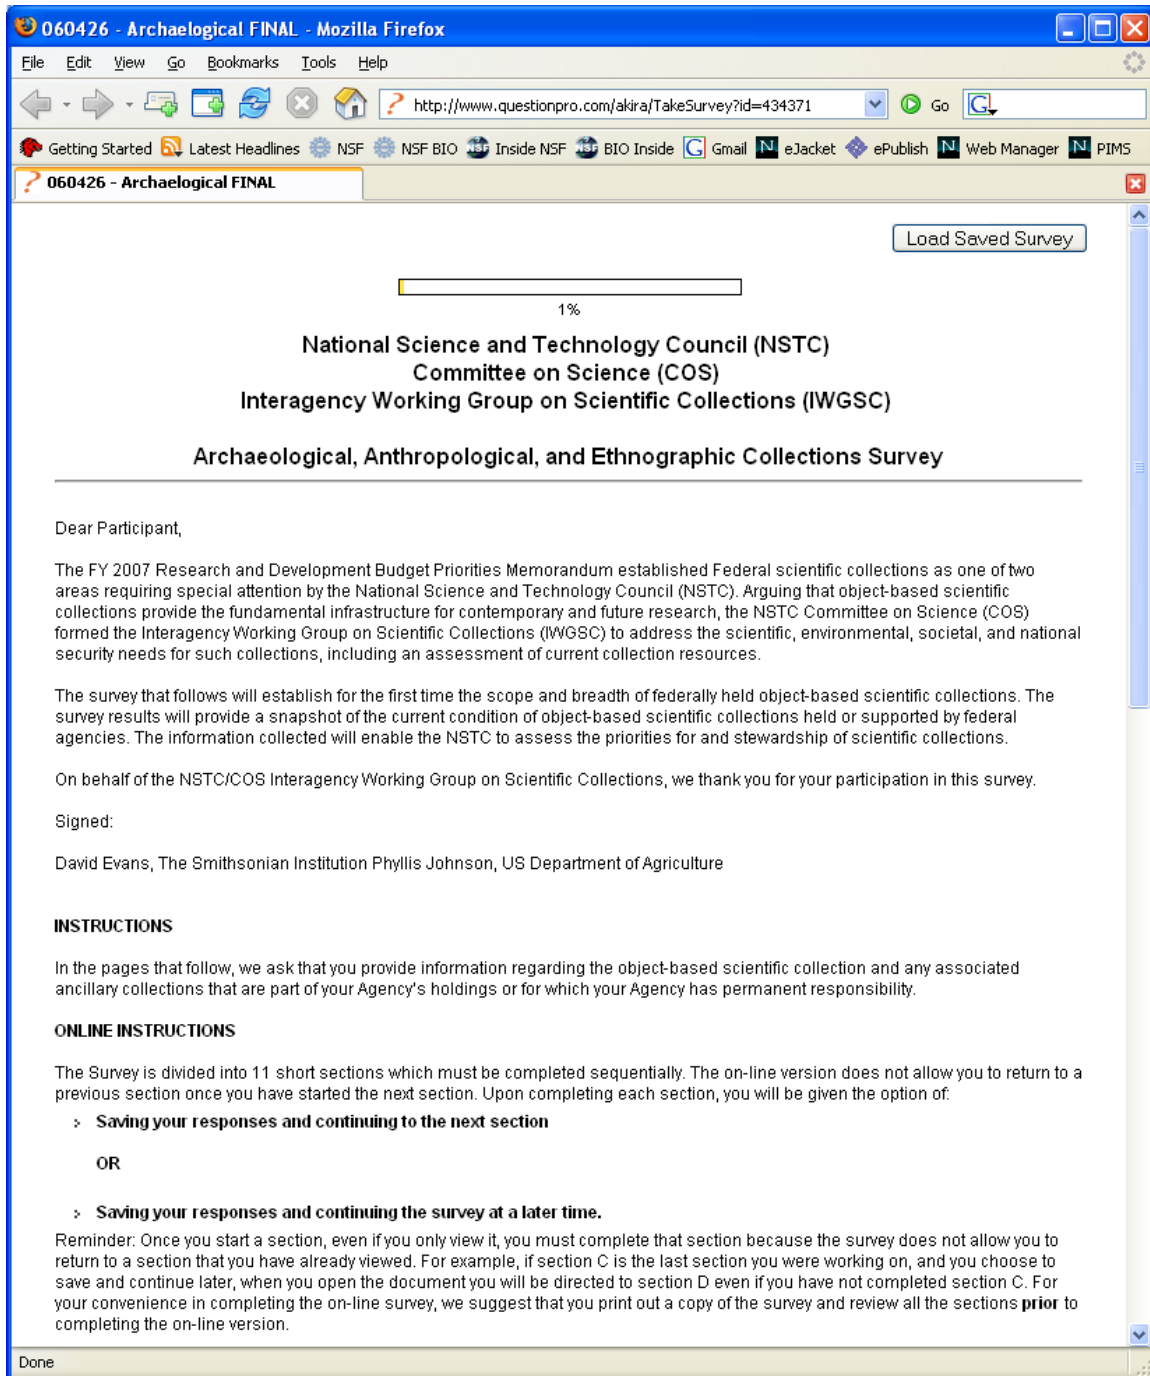 060426 - Archaelogical FINAL - Mozilla Firefox
File Edit View Go Bookmarks Tools Help
http://www.questionpro.com/akira/TakeSurvey?id=434371 Go
Getting Started Latest Headlines NSF NSF BIO Inside NSF BIO Inside Gmail eJacket ePublish Web Manager PIMS
060426 - Archaelogical FINAL
Load Saved Survey
1%
National Science and Technology Council (NSTC)
Committee on Science (COS)
Interagency Working Group on Scientific Collections (IWGSC)
Archaeological, Anthropological, and Ethnographic Collections Survey
Dear Participant,
The FY 2007 Research and Development Budget Priorities Memorandum established Federal scientific collections as one of two
areas requiring special attention by the National Science and Technology Council (NSTC). Arguing that object-based scientific
collections provide the fundamental infrastructure for contemporary and future research, the NSTC Committee on Science (COS)
formed the Interagency Working Group on Scientific Collections (IWGSC) to address the scientific, environmental, societal, and national
security needs for such collections, including an assessment of current collection resources.
The survey that follows will establish for the first time the scope and breadth of federally held object-based scientific collections. The
survey results will provide a snapshot of the current condition of object-based scientific collections held or supported by federal
agencies. The information collected will enable the NSTC to assess the priorities for and stewardship of scientific collections.
On behalf of the NSTC/COS Interagency Working Group on Scientific Collections, we thank you for your participation in this survey.
Signed:
David Evans, The Smithsonian Institution Phyllis Johnson, US Department of Agriculture
INSTRUCTIONS
In the pages that follow, we ask that you provide information regarding the object-based scientific collection and any associated
ancillary collections that are part of your Agency's holdings or for which your Agency has permanent responsibility.
ONLINE INSTRUCTIONS
The Survey is divided into 11 short sections which must be completed sequentially. The on-line version does not allow you to return to a
previous section once you have started the next section. Upon completing each section, you will be given the option of:
Saving your responses and continuing to the next section
OR
Saving your responses and continuing the survey at a later time.
Reminder: Once you start a section, even if you only view it, you must complete that section because the survey does not allow you to
return to a section that you have already viewed. For example, if section C is the last section you were working on, and you choose to
save and continue later, when you open the document you will be directed to section D even if you have not completed section C. For
your convenience in completing the on-line survey, we suggest that you print out a copy of the survey and review all the sections prior to
completing the on-line version.
Done